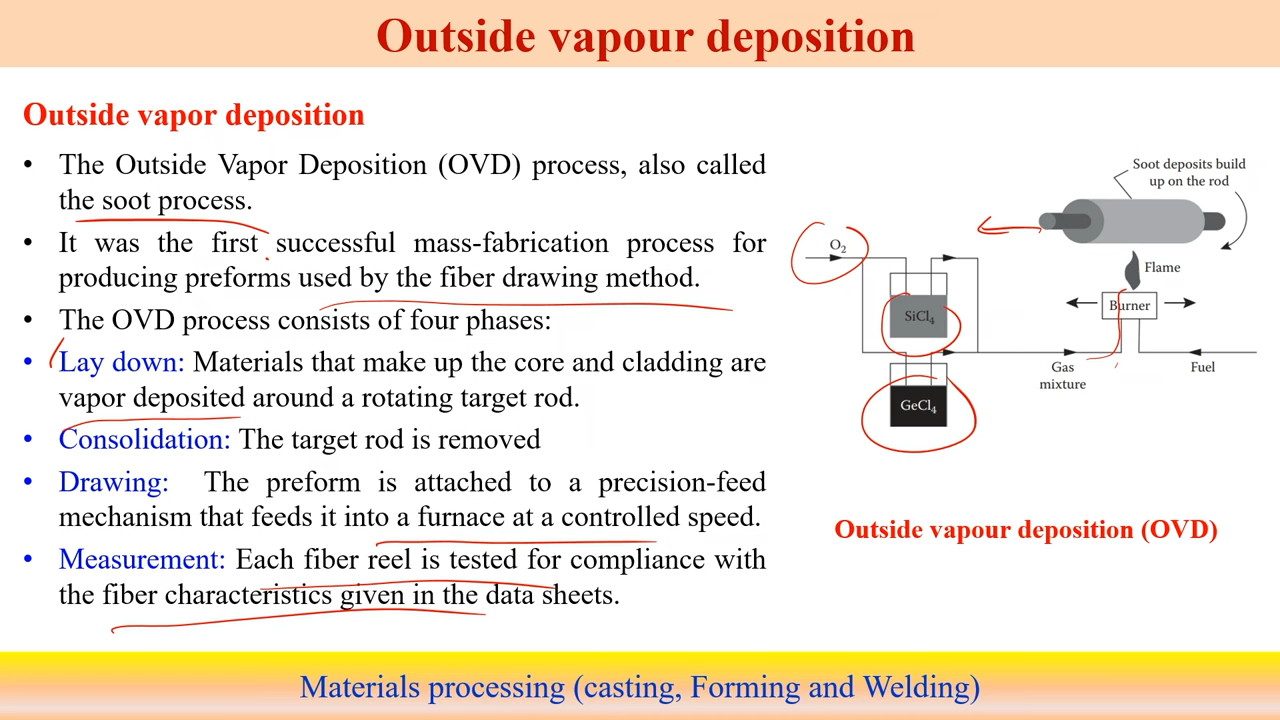 Outside vapour deposition
Outside vapor deposition
• The Outside Vapor Deposition (OVD) process, also called
the soot process.
• It was the first successful mass-fabrication process for
producing preforms used by the fiber drawing method.
• The OVD process consists of four phases:
• Lay down: Materials that make up the core and cladding are
vapor deposited around a rotating target rod.
• Consolidation: The target rod is removed
• Drawing: The preform is attached to a precision-feed
mechanism that feeds it into a furnace at a controlled speed.
• Measurement: Each fiber reel is tested for compliance with
the fiber characteristics given in the data sheets.
Soot deposits build
up on the rod
O₂
Flame
Burner
SiCl₄
Gas
mixture
Fuel
GeCl₄
Outside vapour deposition (OVD)
Materials processing (casting, Forming and Welding)